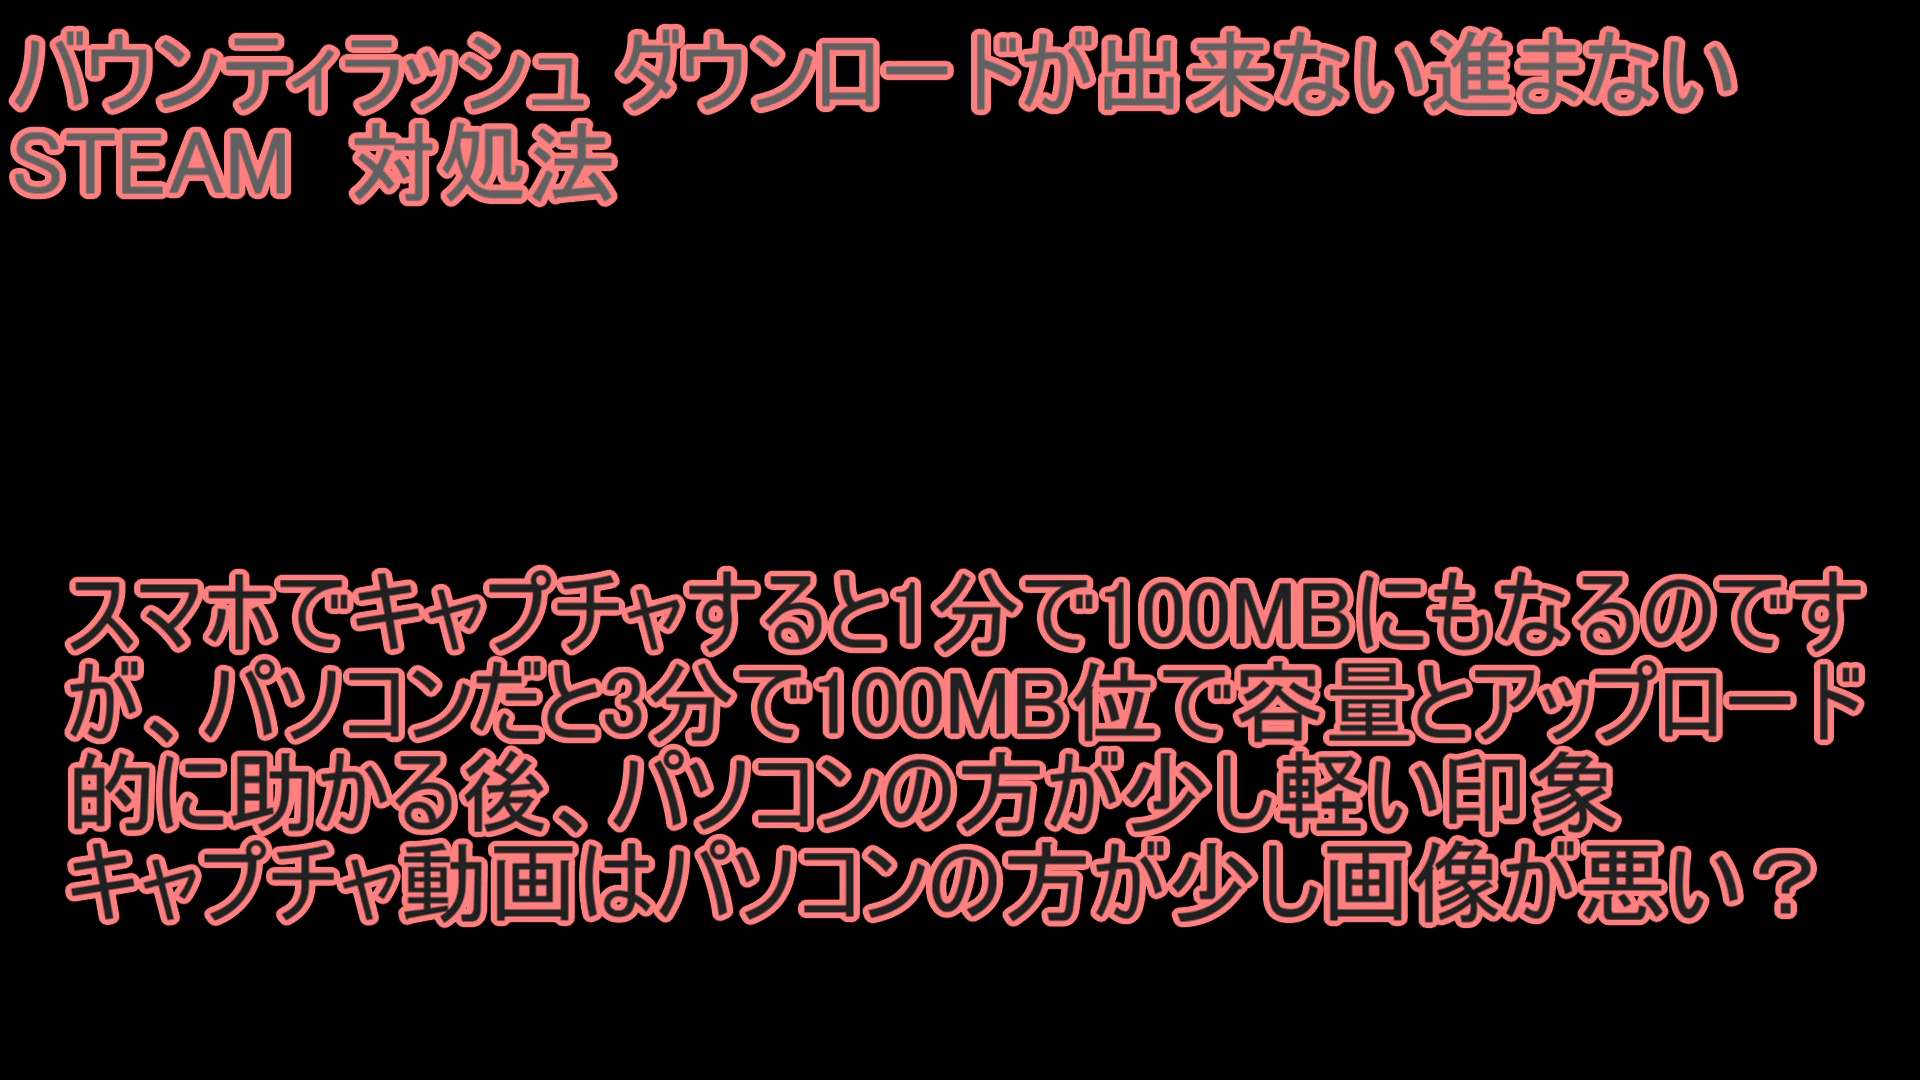 バウンティラッシュ ダウンロードが出来ない進まない
STEAM　対処法
スマホでキャプチャすると1分で100MBにもなるのです
が、パソコンだと3分で100MB位で容量とアップロード
的に助かる後、パソコンの方が少し軽い印象
キャプチャ動画はパソコンの方が少し画像が悪い？